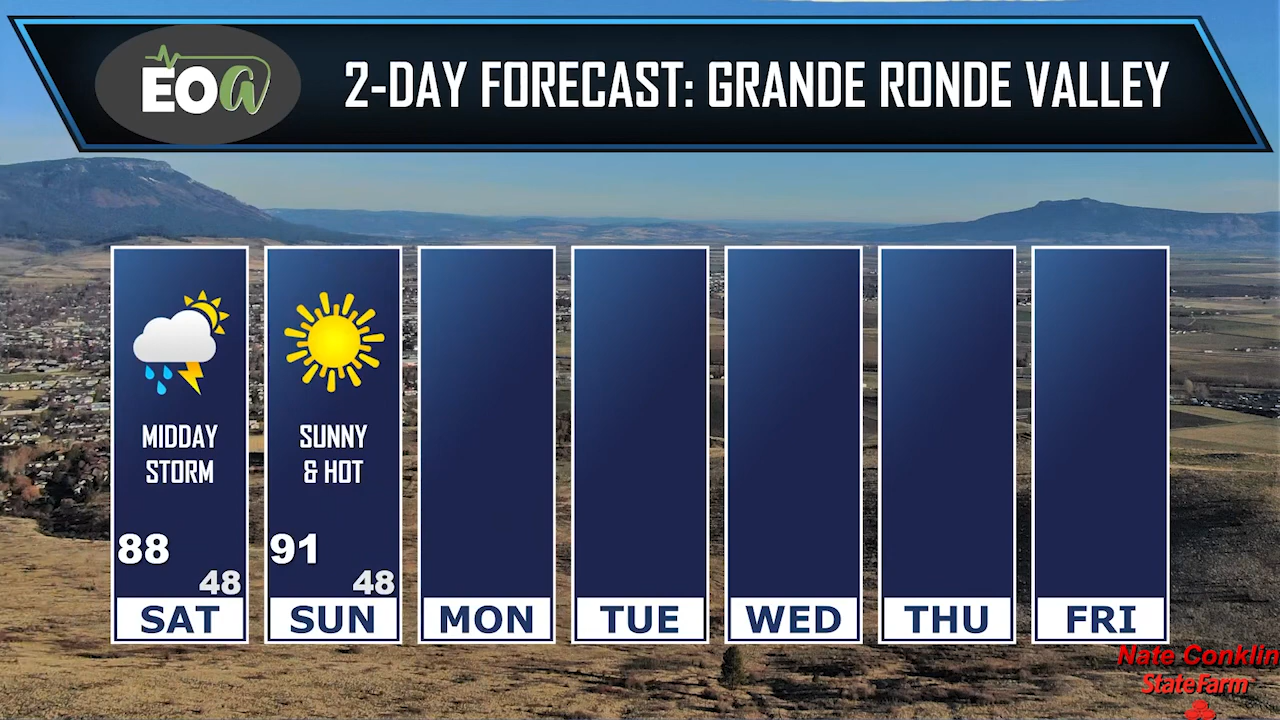 EOa
2-DAY FORECAST: GRANDE RONDE VALLEY
MIDDAY
STORM
88
48
SAT
SUNNY
& HOT
91
48
SUN
MON
TUE
WED
THU
FRI
Nate Conklin
StateFarm